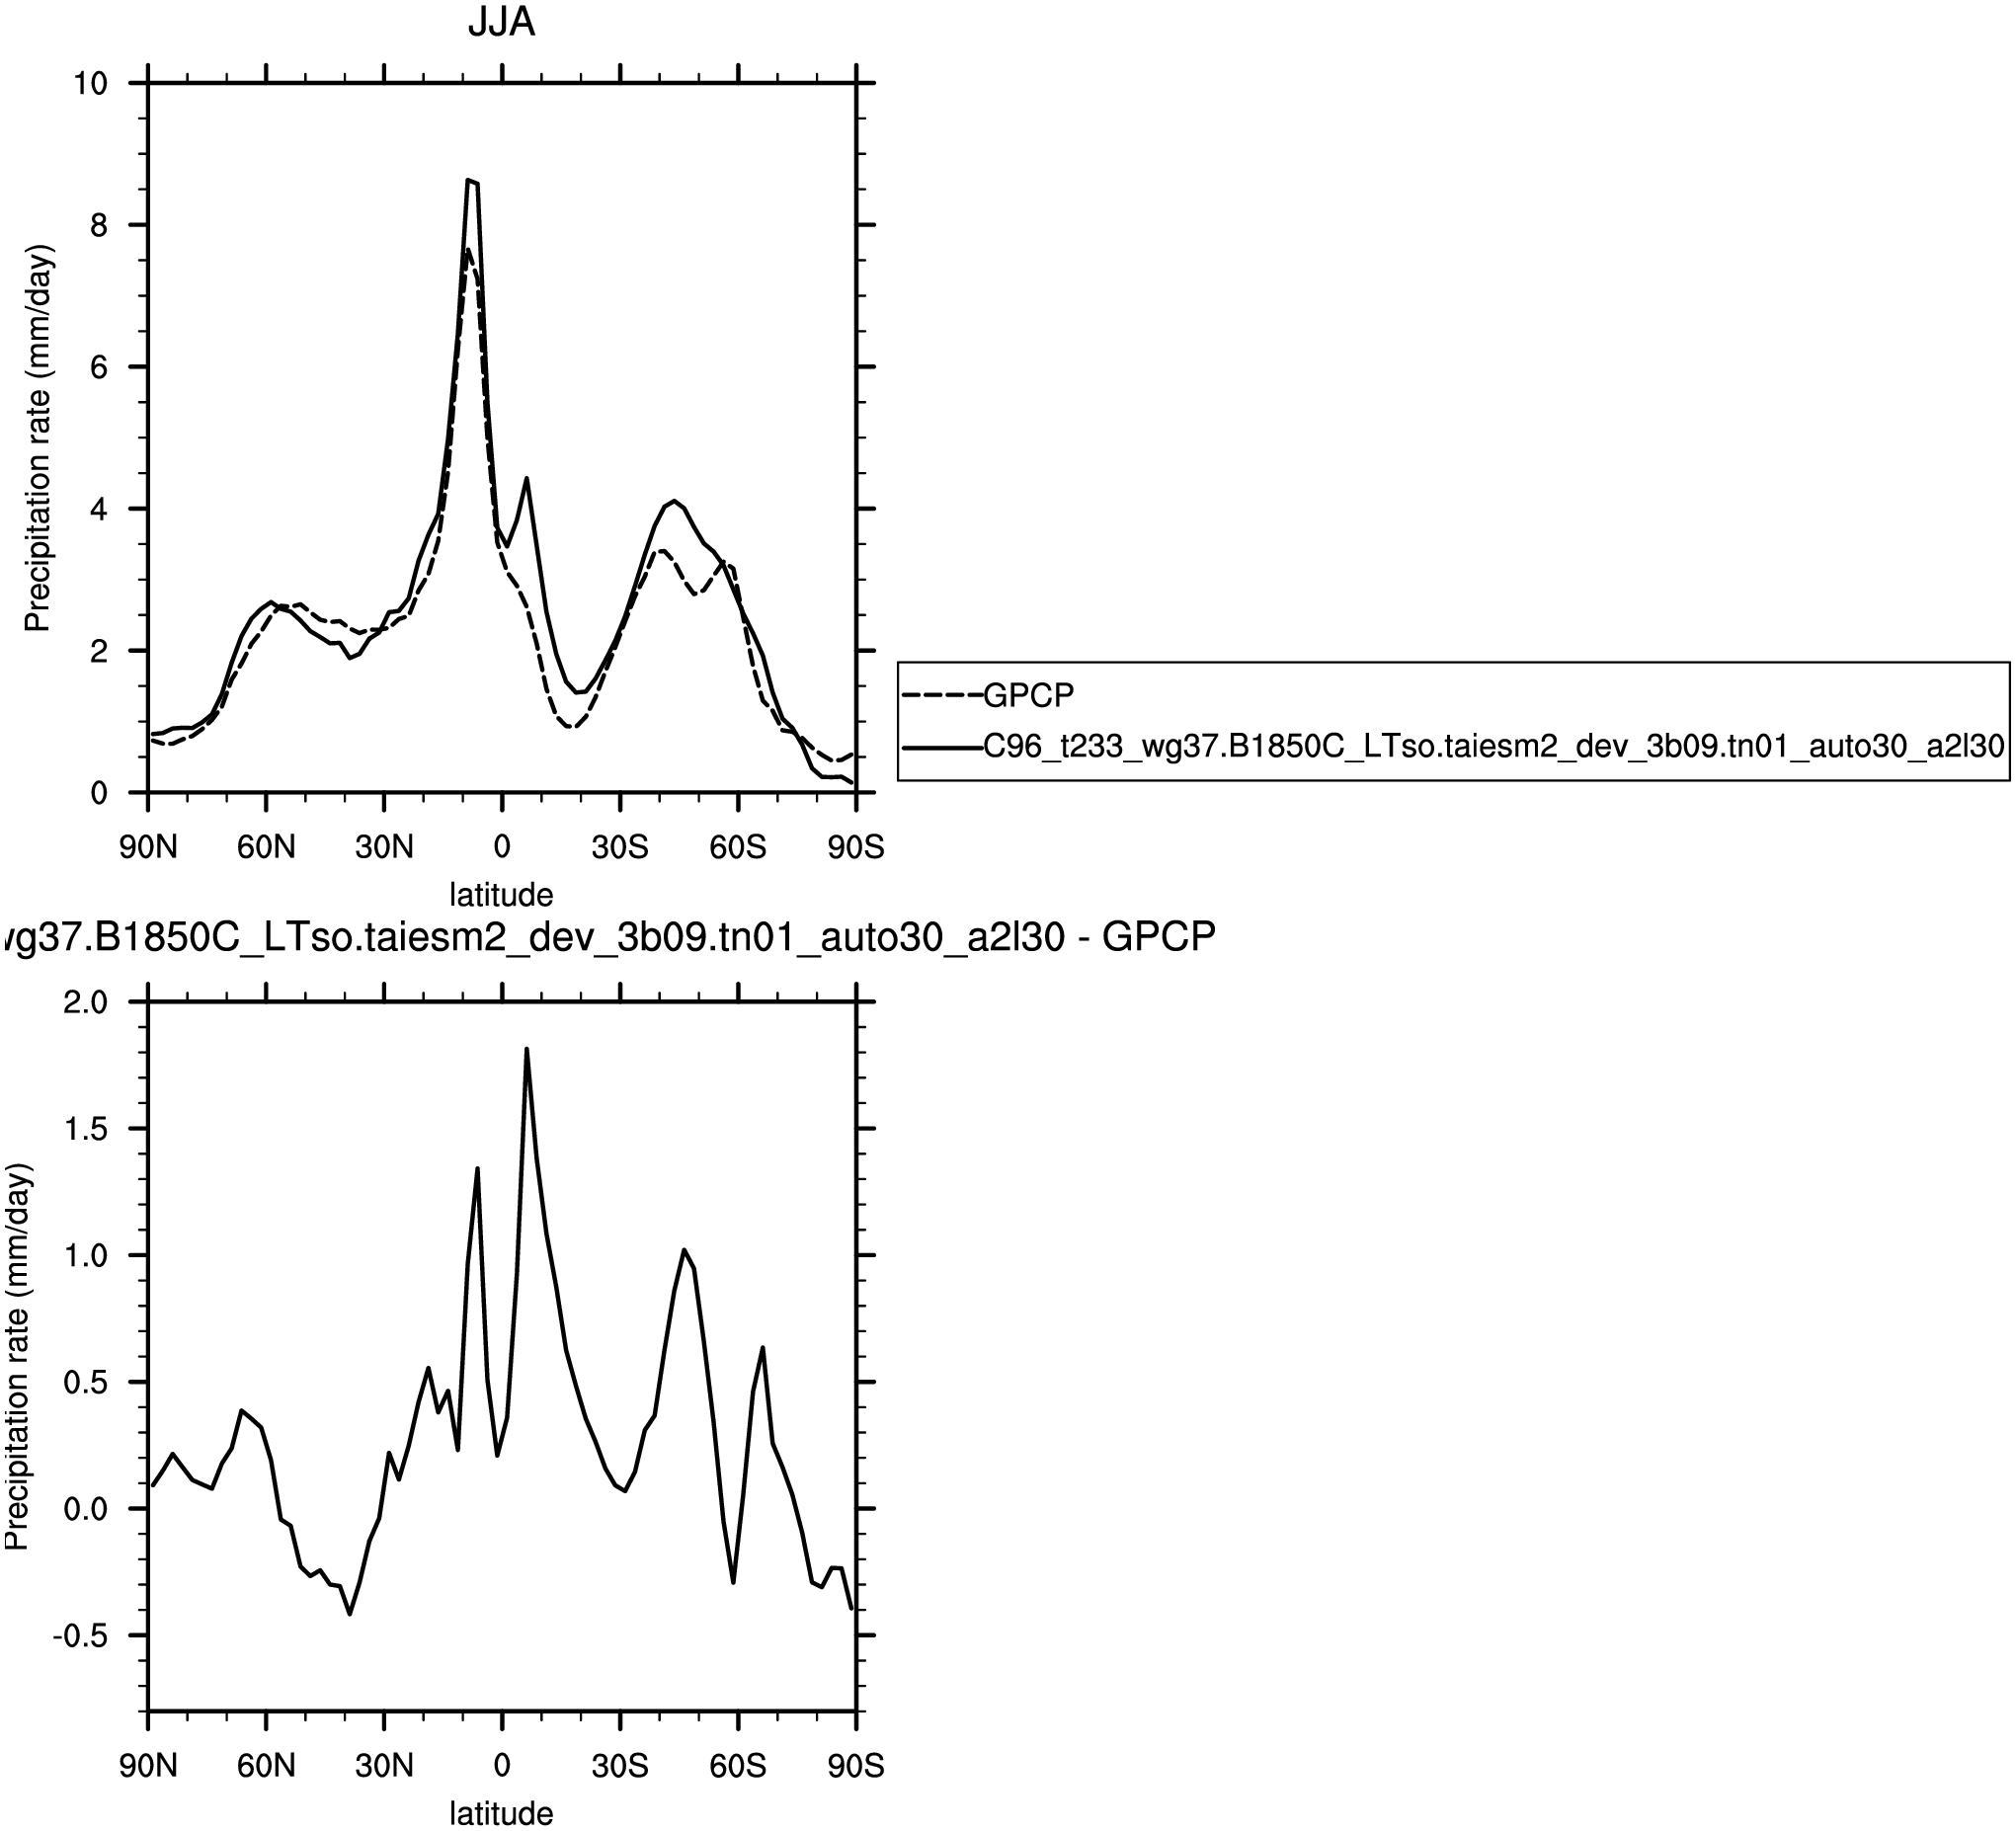 JJA
10
8
6
4
2
0
Precipitation rate (mm/day)
90N 60N 30N 0 30S 60S 90S
latitude
GPCP
C96_t233_wg37.B1850C_LTso.taiesm2_dev_3b09.tn01_auto30_a2l30
wg37.B1850C_LTso.taiesm2_dev_3b09.tn01_auto30_a2l30 - GPCP
2.0
1.5
1.0
0.5
0.0
-0.5
Precipitation rate (mm/day)
90N 60N 30N 0 30S 60S 90S
latitude